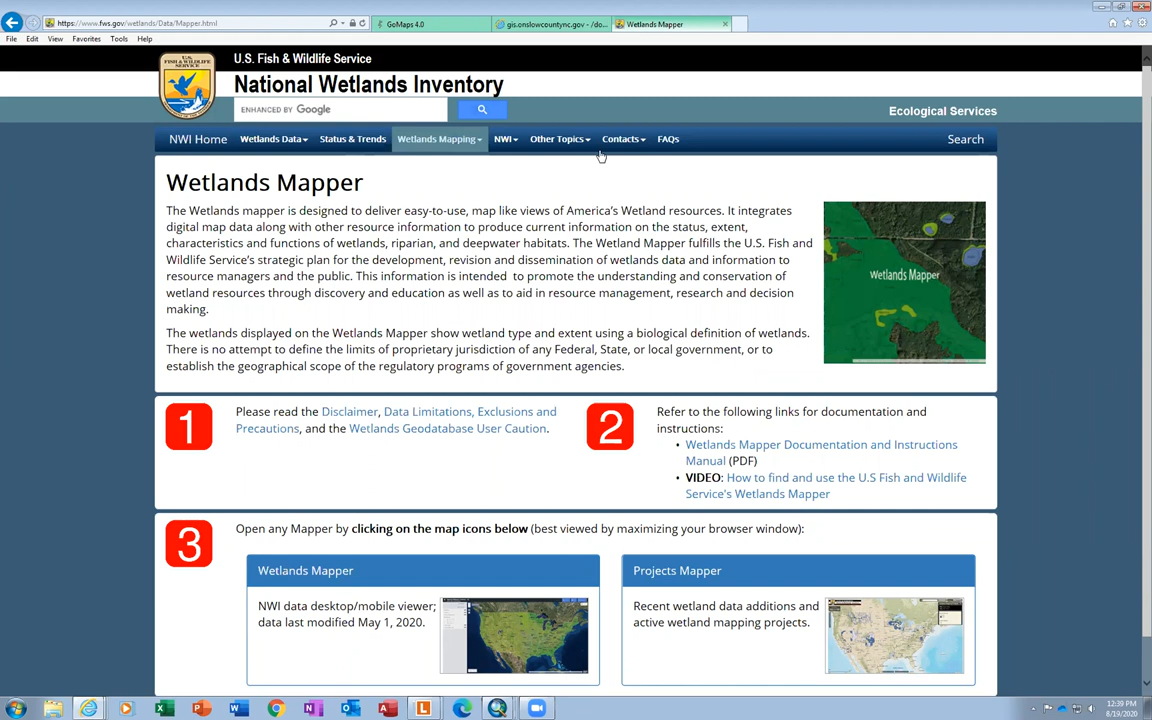 https://www.fws.gov/wetlands/Data/Mapper.html
GoMaps 4.0
gis.onslowcountync.gov - /do...
Wetlands Mapper
File Edit View Favorites Tools Help
U.S. Fish & Wildlife Service
National Wetlands Inventory
ENHANCED BY Google
Ecological Services
NWI Home Wetlands Data Status & Trends Wetlands Mapping NWI Other Topics Contacts FAQs Search
Wetlands Mapper
The Wetlands mapper is designed to deliver easy-to-use, map like views of America's Wetland resources. It integrates
digital map data along with other resource information to produce current information on the status, extent,
characteristics and functions of wetlands, riparian, and deepwater habitats. The Wetland Mapper fulfills the U.S. Fish and
Wildlife Service's strategic plan for the development, revision and dissemination of wetlands data and information to
resource managers and the public. This information is intended to promote the understanding and conservation of
wetland resources through discovery and education as well as to aid in resource management, research and decision
making.
Wetlands Mapper
The wetlands displayed on the Wetlands Mapper show wetland type and extent using a biological definition of wetlands.
There is no attempt to define the limits of proprietary jurisdiction of any Federal, State, or local government, or to
establish the geographical scope of the regulatory programs of government agencies.
1
Please read the Disclaimer, Data Limitations, Exclusions and
Precautions, and the Wetlands Geodatabase User Caution.
2
Refer to the following links for documentation and
instructions:
• Wetlands Mapper Documentation and Instructions
Manual (PDF)
• VIDEO: How to find and use the U.S Fish and Wildlife
Service's Wetlands Mapper
3
Open any Mapper by clicking on the map icons below (best viewed by maximizing your browser window):
Wetlands Mapper
NWI data desktop/mobile viewer;
data last modified May 1, 2020.
Projects Mapper
Recent wetland data additions and
active wetland mapping projects.
12:39 PM
8/19/2020